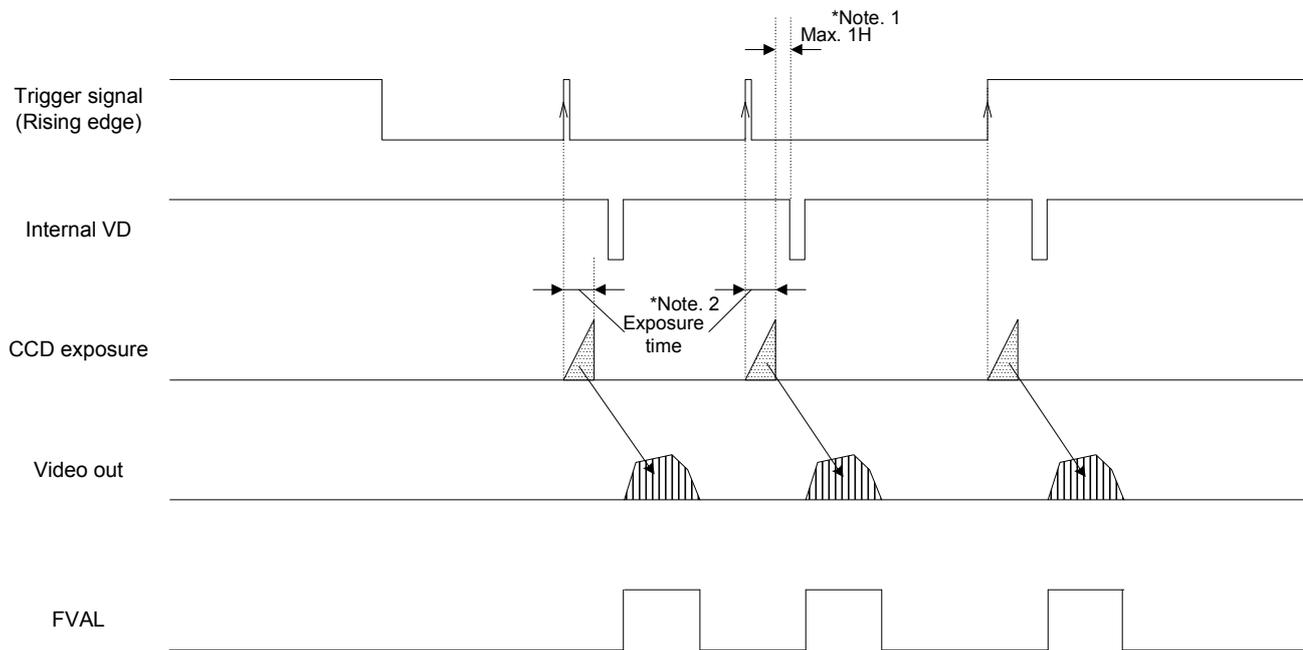 *Note. 1
Max. 1H
Trigger signal
(Rising edge)
Internal VD
*Note. 2
Exposure
time
CCD exposure
Video out
FVAL